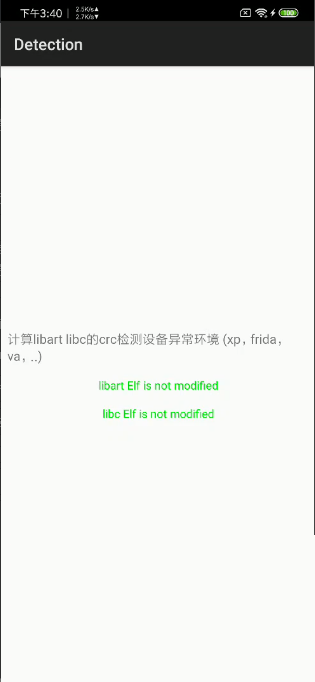 下午3:40 | 2.5K/s▲
2.7K/s▼
100
Detection
计算libart libc的crc检测设备异常环境 (xp，frida，
va，..)
libart Elf is not modified
libc Elf is not modified